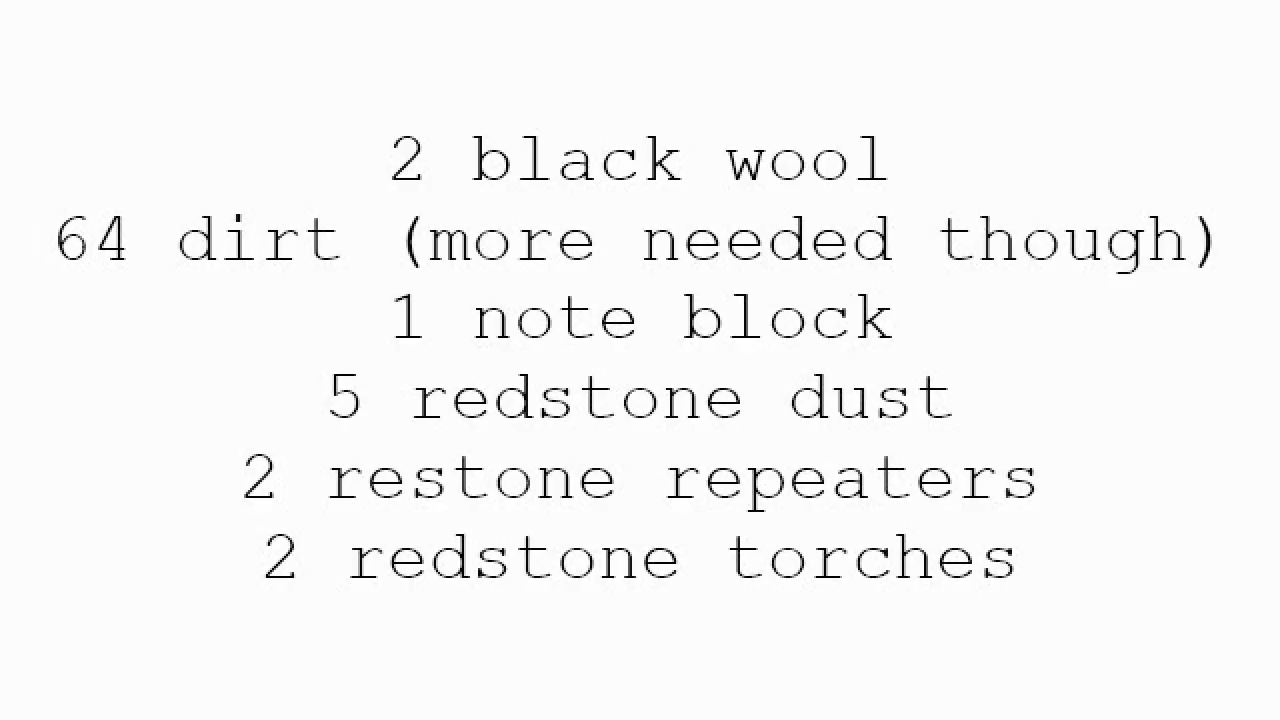 2 black wool
64 dirt (more needed though)
1 note block
5 redstone dust
2 restone repeaters
2 redstone torches